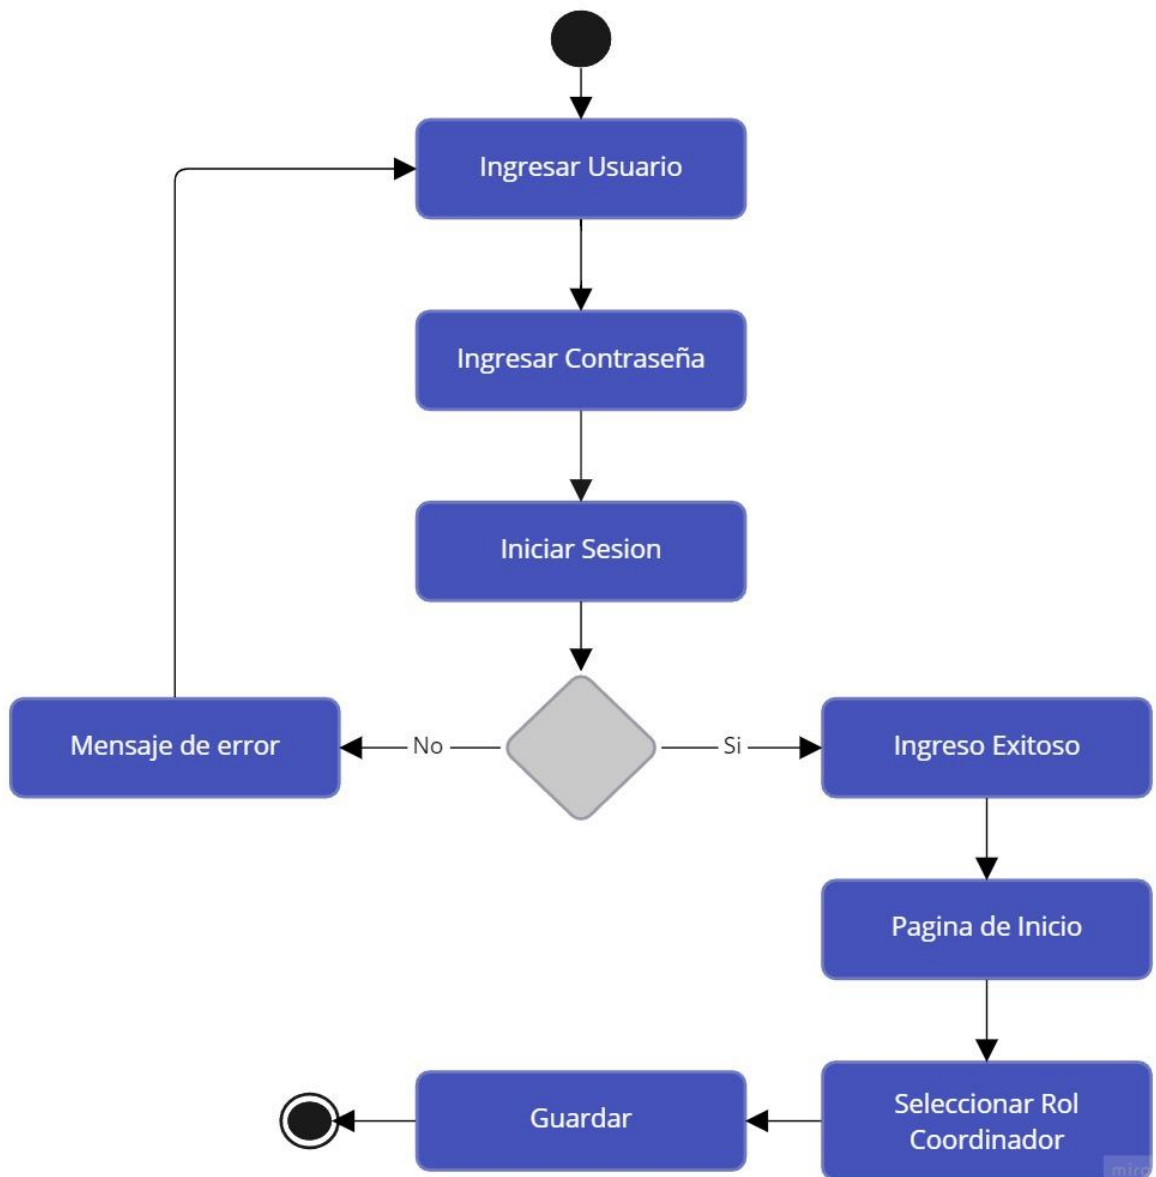 Ingresar Usuario
Ingresar Contraseña
Iniciar Sesion
Mensaje de error
No
Si
Ingreso Exitoso
Pagina de Inicio
Guardar
Seleccionar Rol
Coordinador
miro